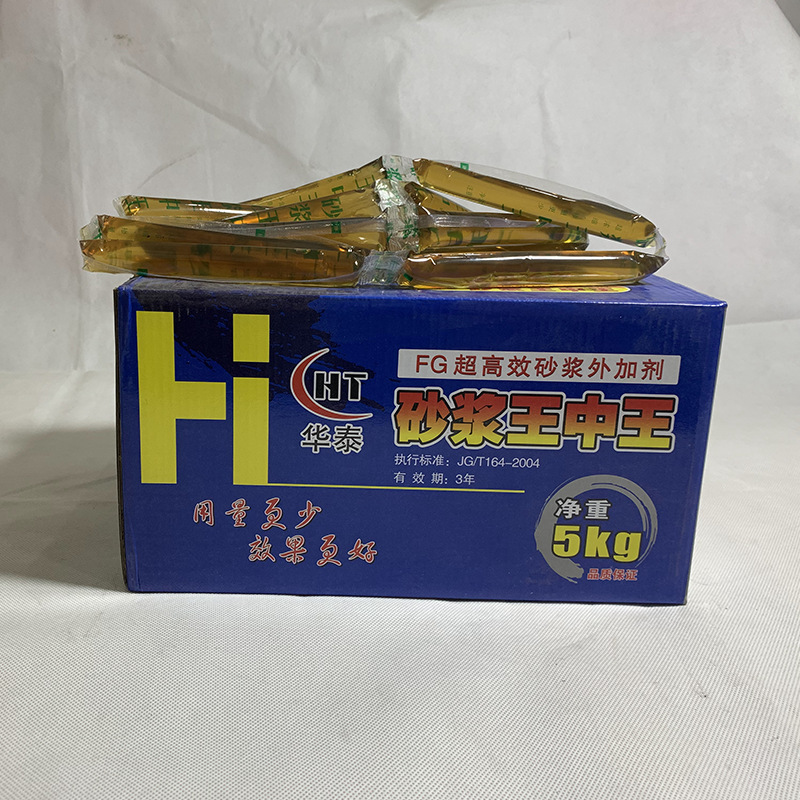 Hi
HT
华泰
FG超高效砂浆外加剂
砂浆王中王
执行标准：JG/T164-2004
有效期：3年
用量更少
效果更好
净重
5kg
品质保证